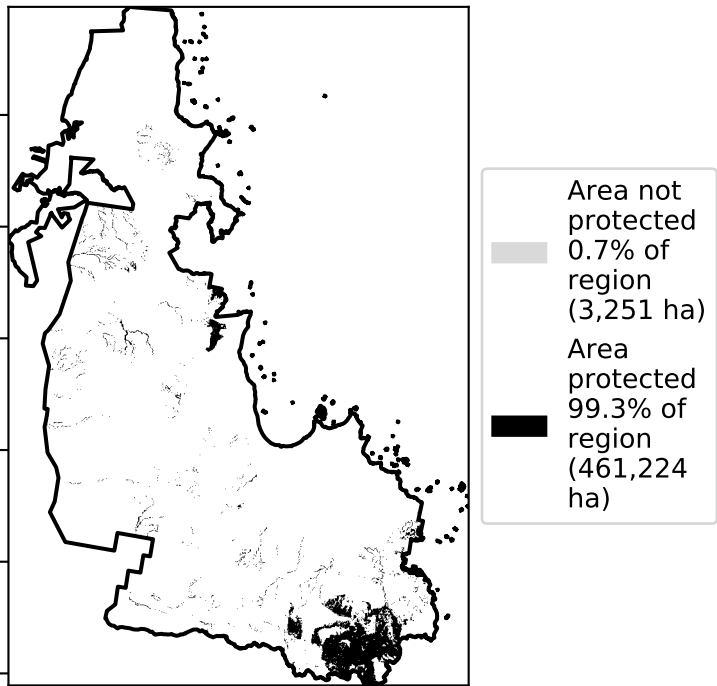 Area not
protected
0.7% of
region
(3,251 ha)
Area
protected
99.3% of
region
(461,224
ha)